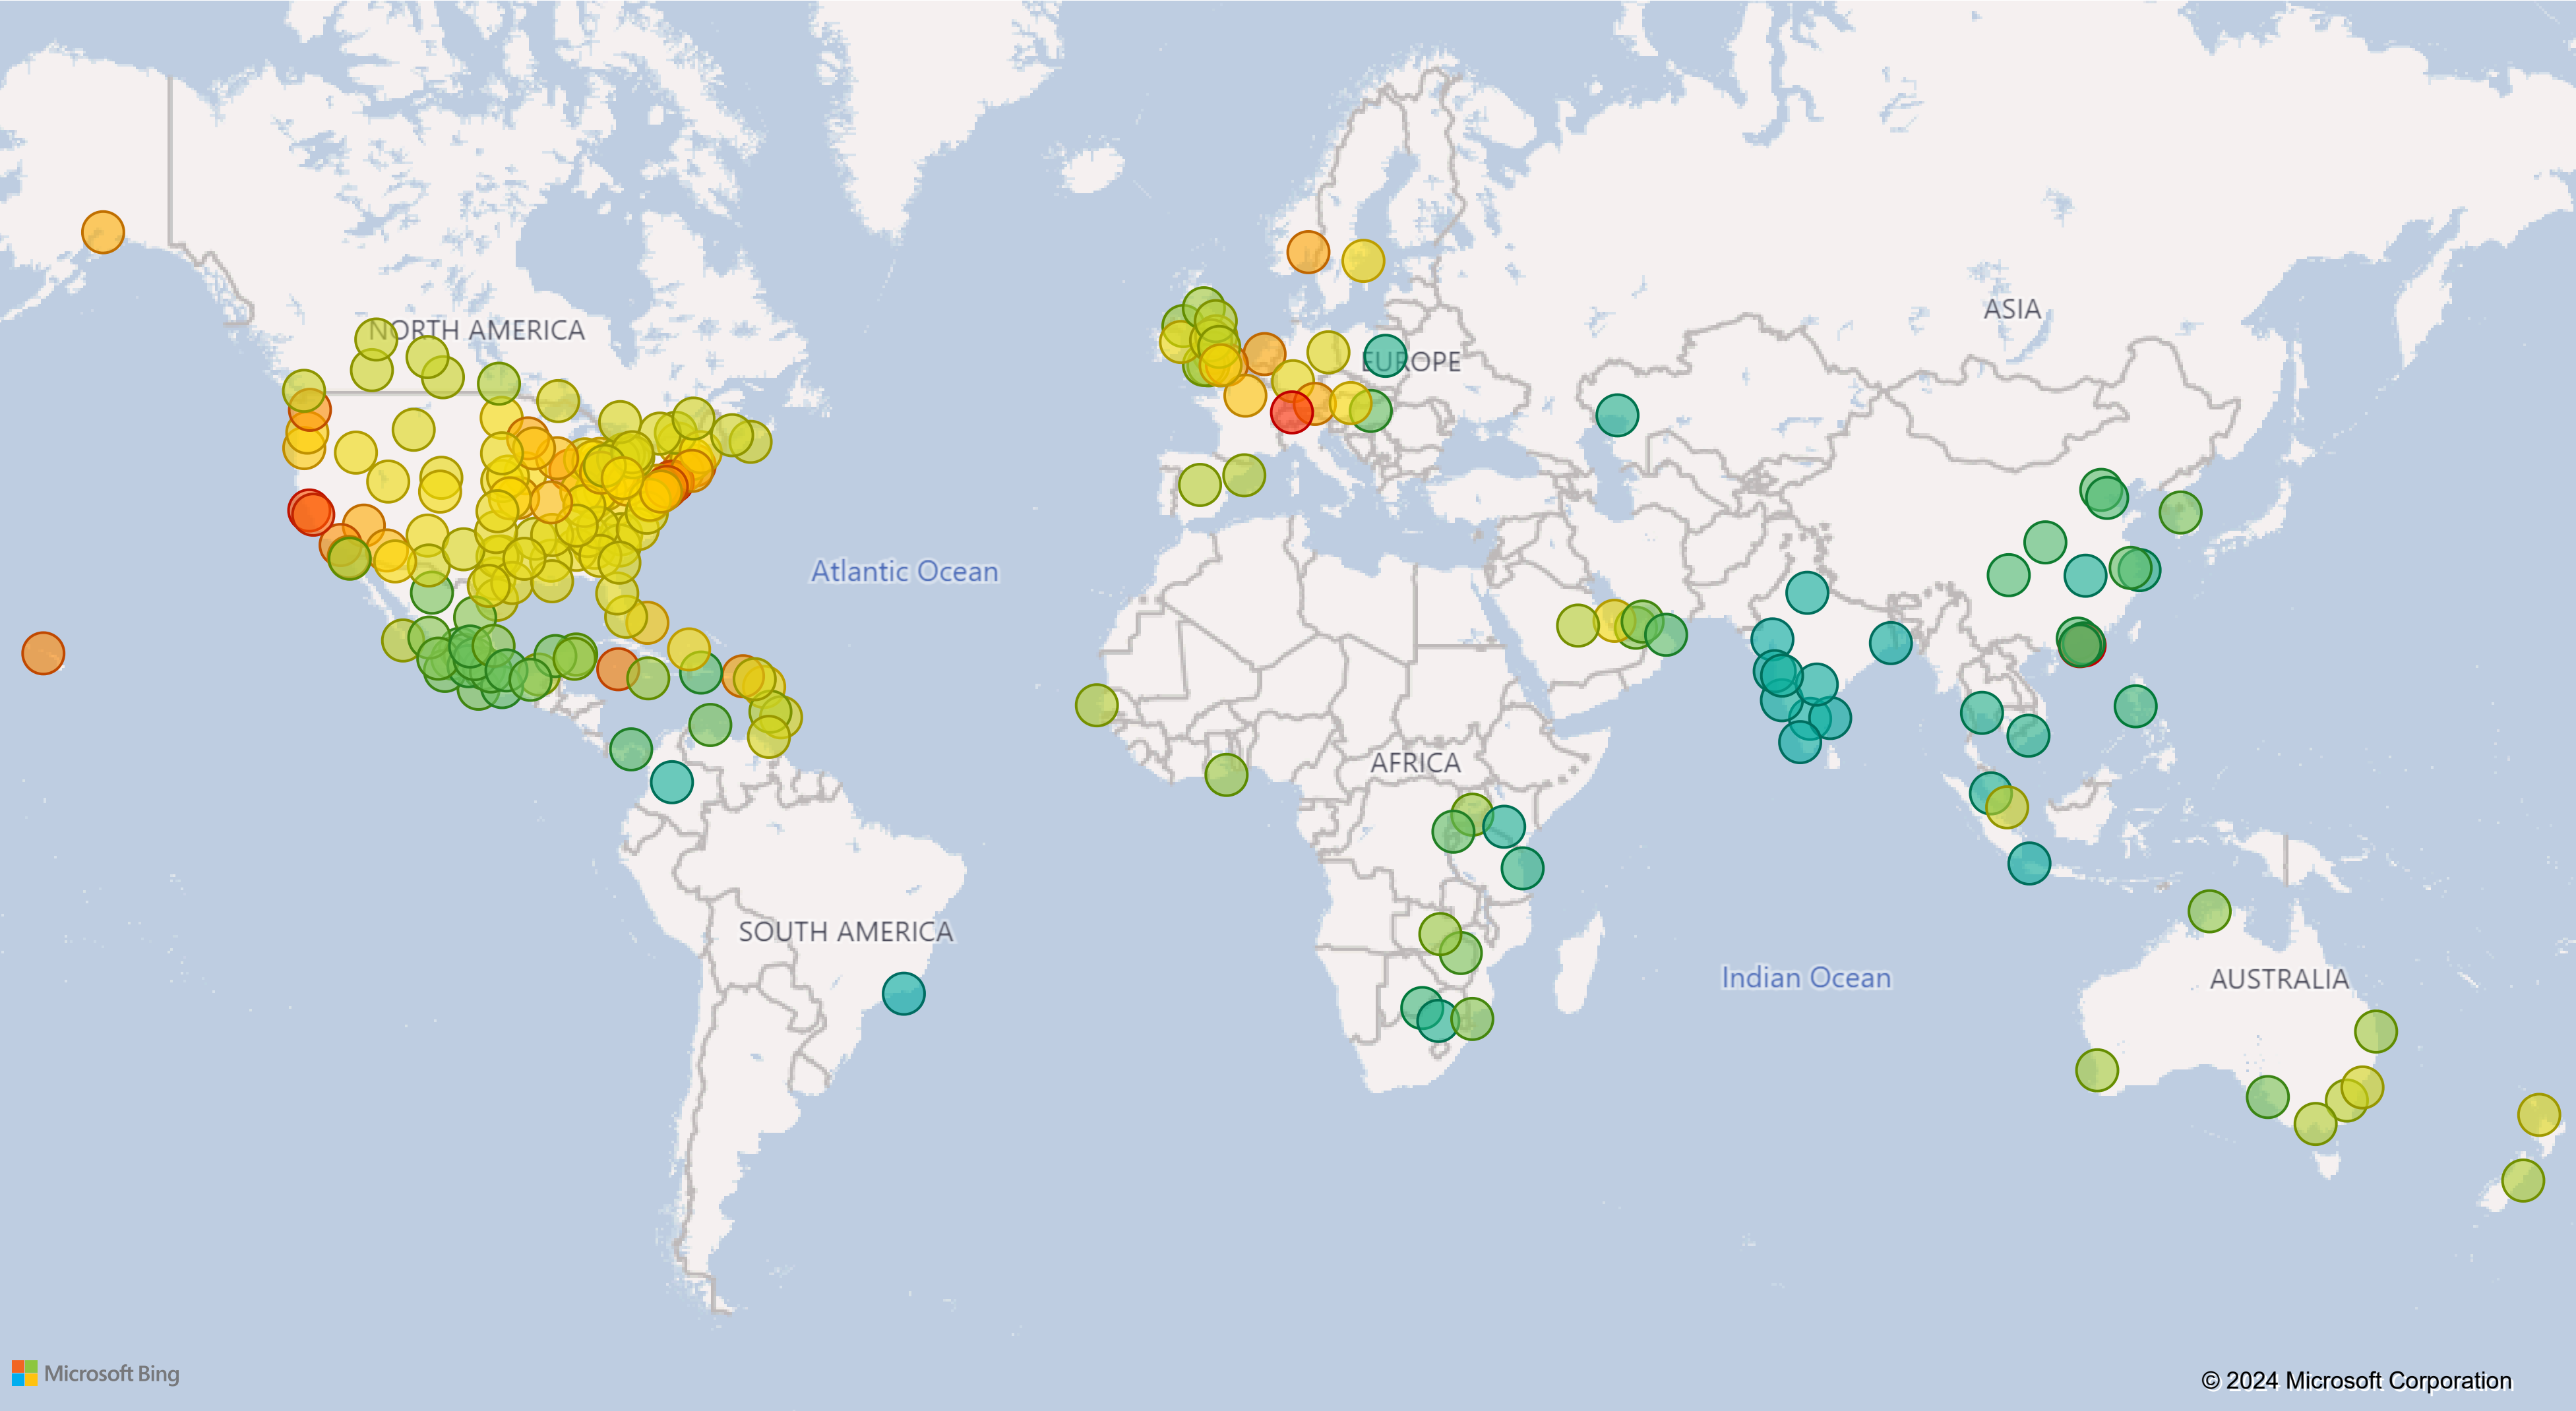 NORTH AMERICA
ASIA
EUROPE
Atlantic Ocean
AFRICA
SOUTH AMERICA
Indian Ocean
AUSTRALIA
Microsoft Bing
© 2024 Microsoft Corporation